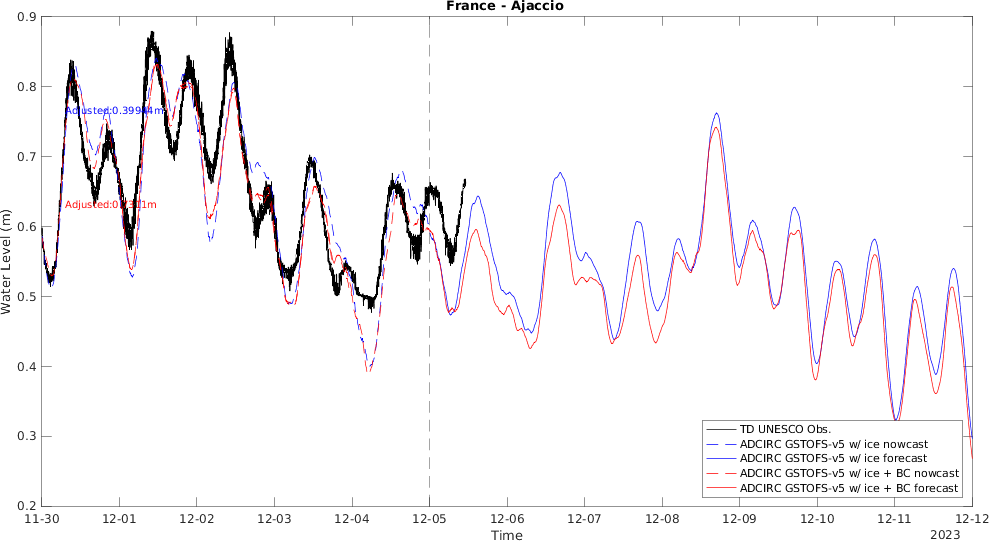 France - Ajaccio
0.9
0.8
0.7
0.6
0.5
0.4
0.3
0.2
Water Level (m)
TD UNESCO Obs.
ADCIRC GSTOFS-v5 w/ ice nowcast
ADCIRC GSTOFS-v5 w/ ice forecast
ADCIRC GSTOFS-v5 w/ ice + BC nowcast
ADCIRC GSTOFS-v5 w/ ice + BC forecast
11-30 12-01 12-02 12-03 12-04 12-05 12-06 12-07 12-08 12-09 12-10 12-11 12-12
Time
2023